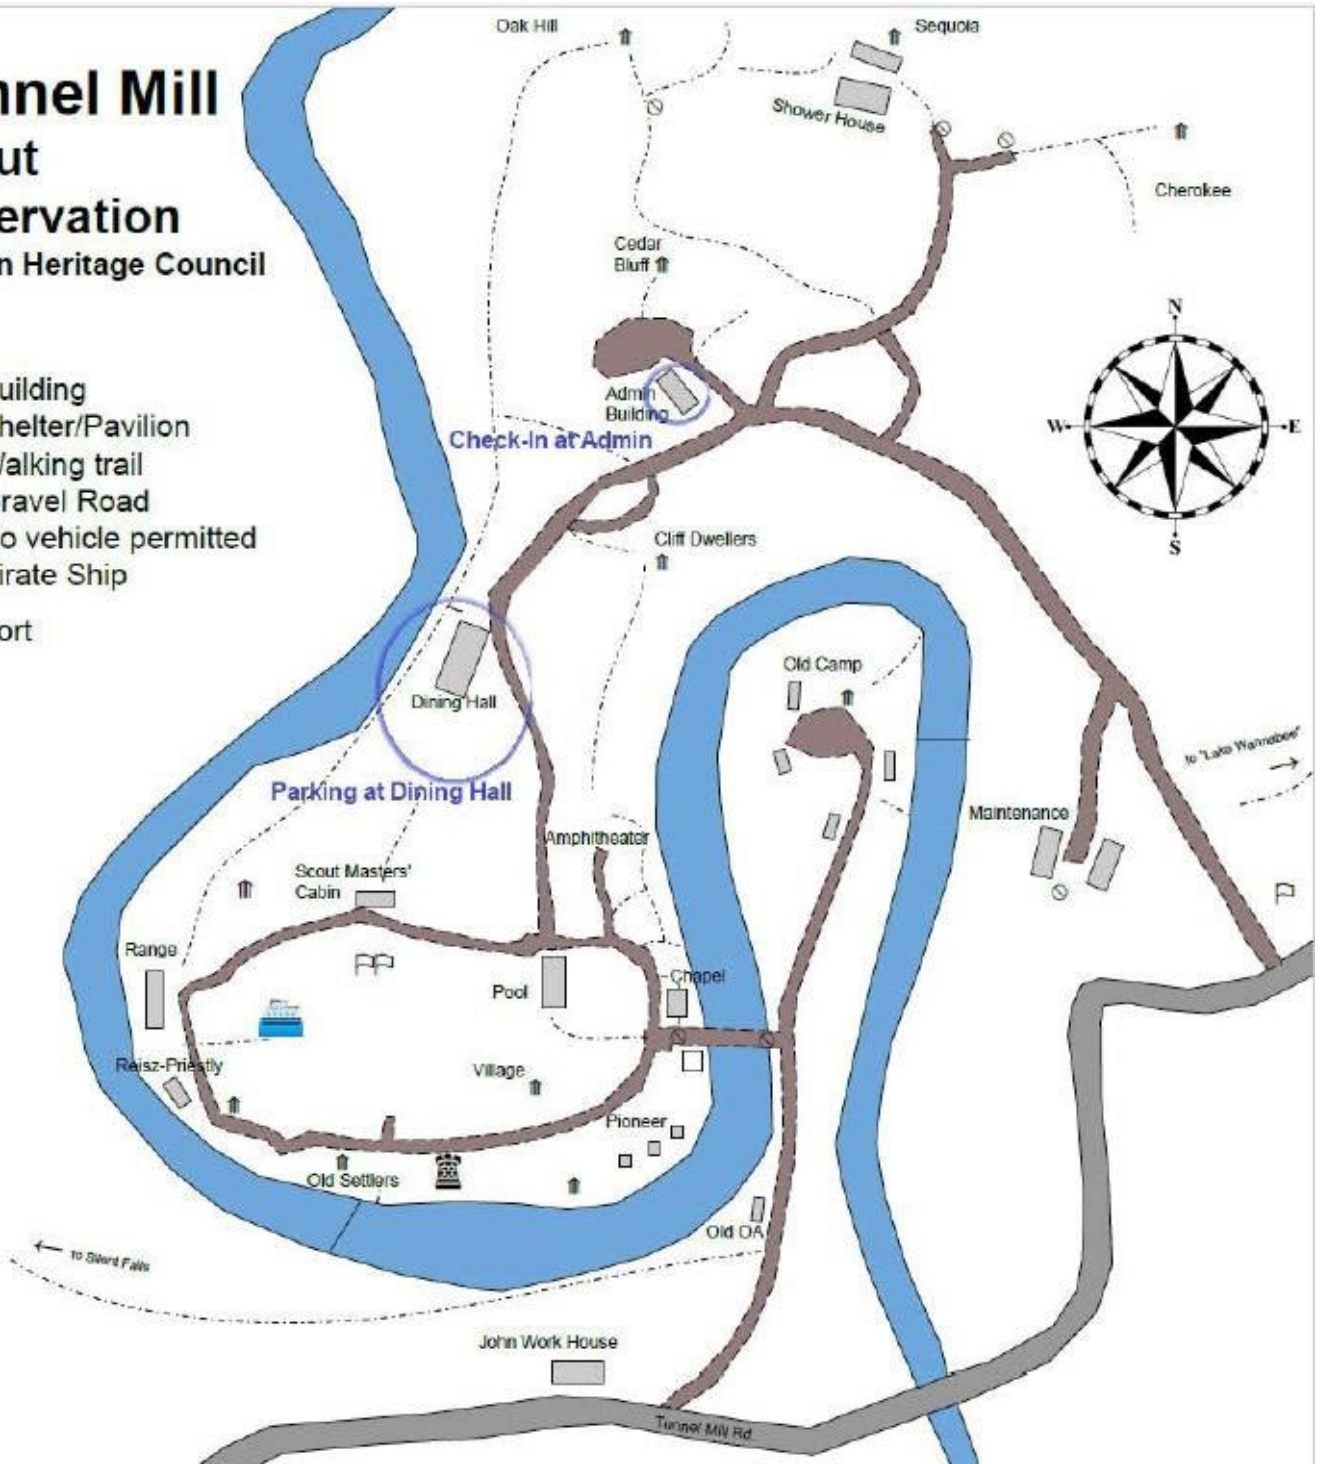 nnel Mill
ut
ervation
n Heritage Council
uilding
helter/Pavilion
Valking trail
ravel Road
o vehicle permitted
irate Ship
ort
Oak Hill
Sequoia
Shower House
Cherokee
Cedar
Bluff
N
W
E
S
Admin
Building
Check-In at Admin
Cliff Dwellers
Old Camp
Dining Hall
to "Lake Wannabee"
Parking at Dining Hall
Maintenance
Amphitheater
Scout Masters'
Cabin
Range
Chapel
Pool
Reisz-Priestly
Village
Pioneer
Old Settlers
Old OA
to Silent Falls
John Work House
Tunnel Mill Rd.